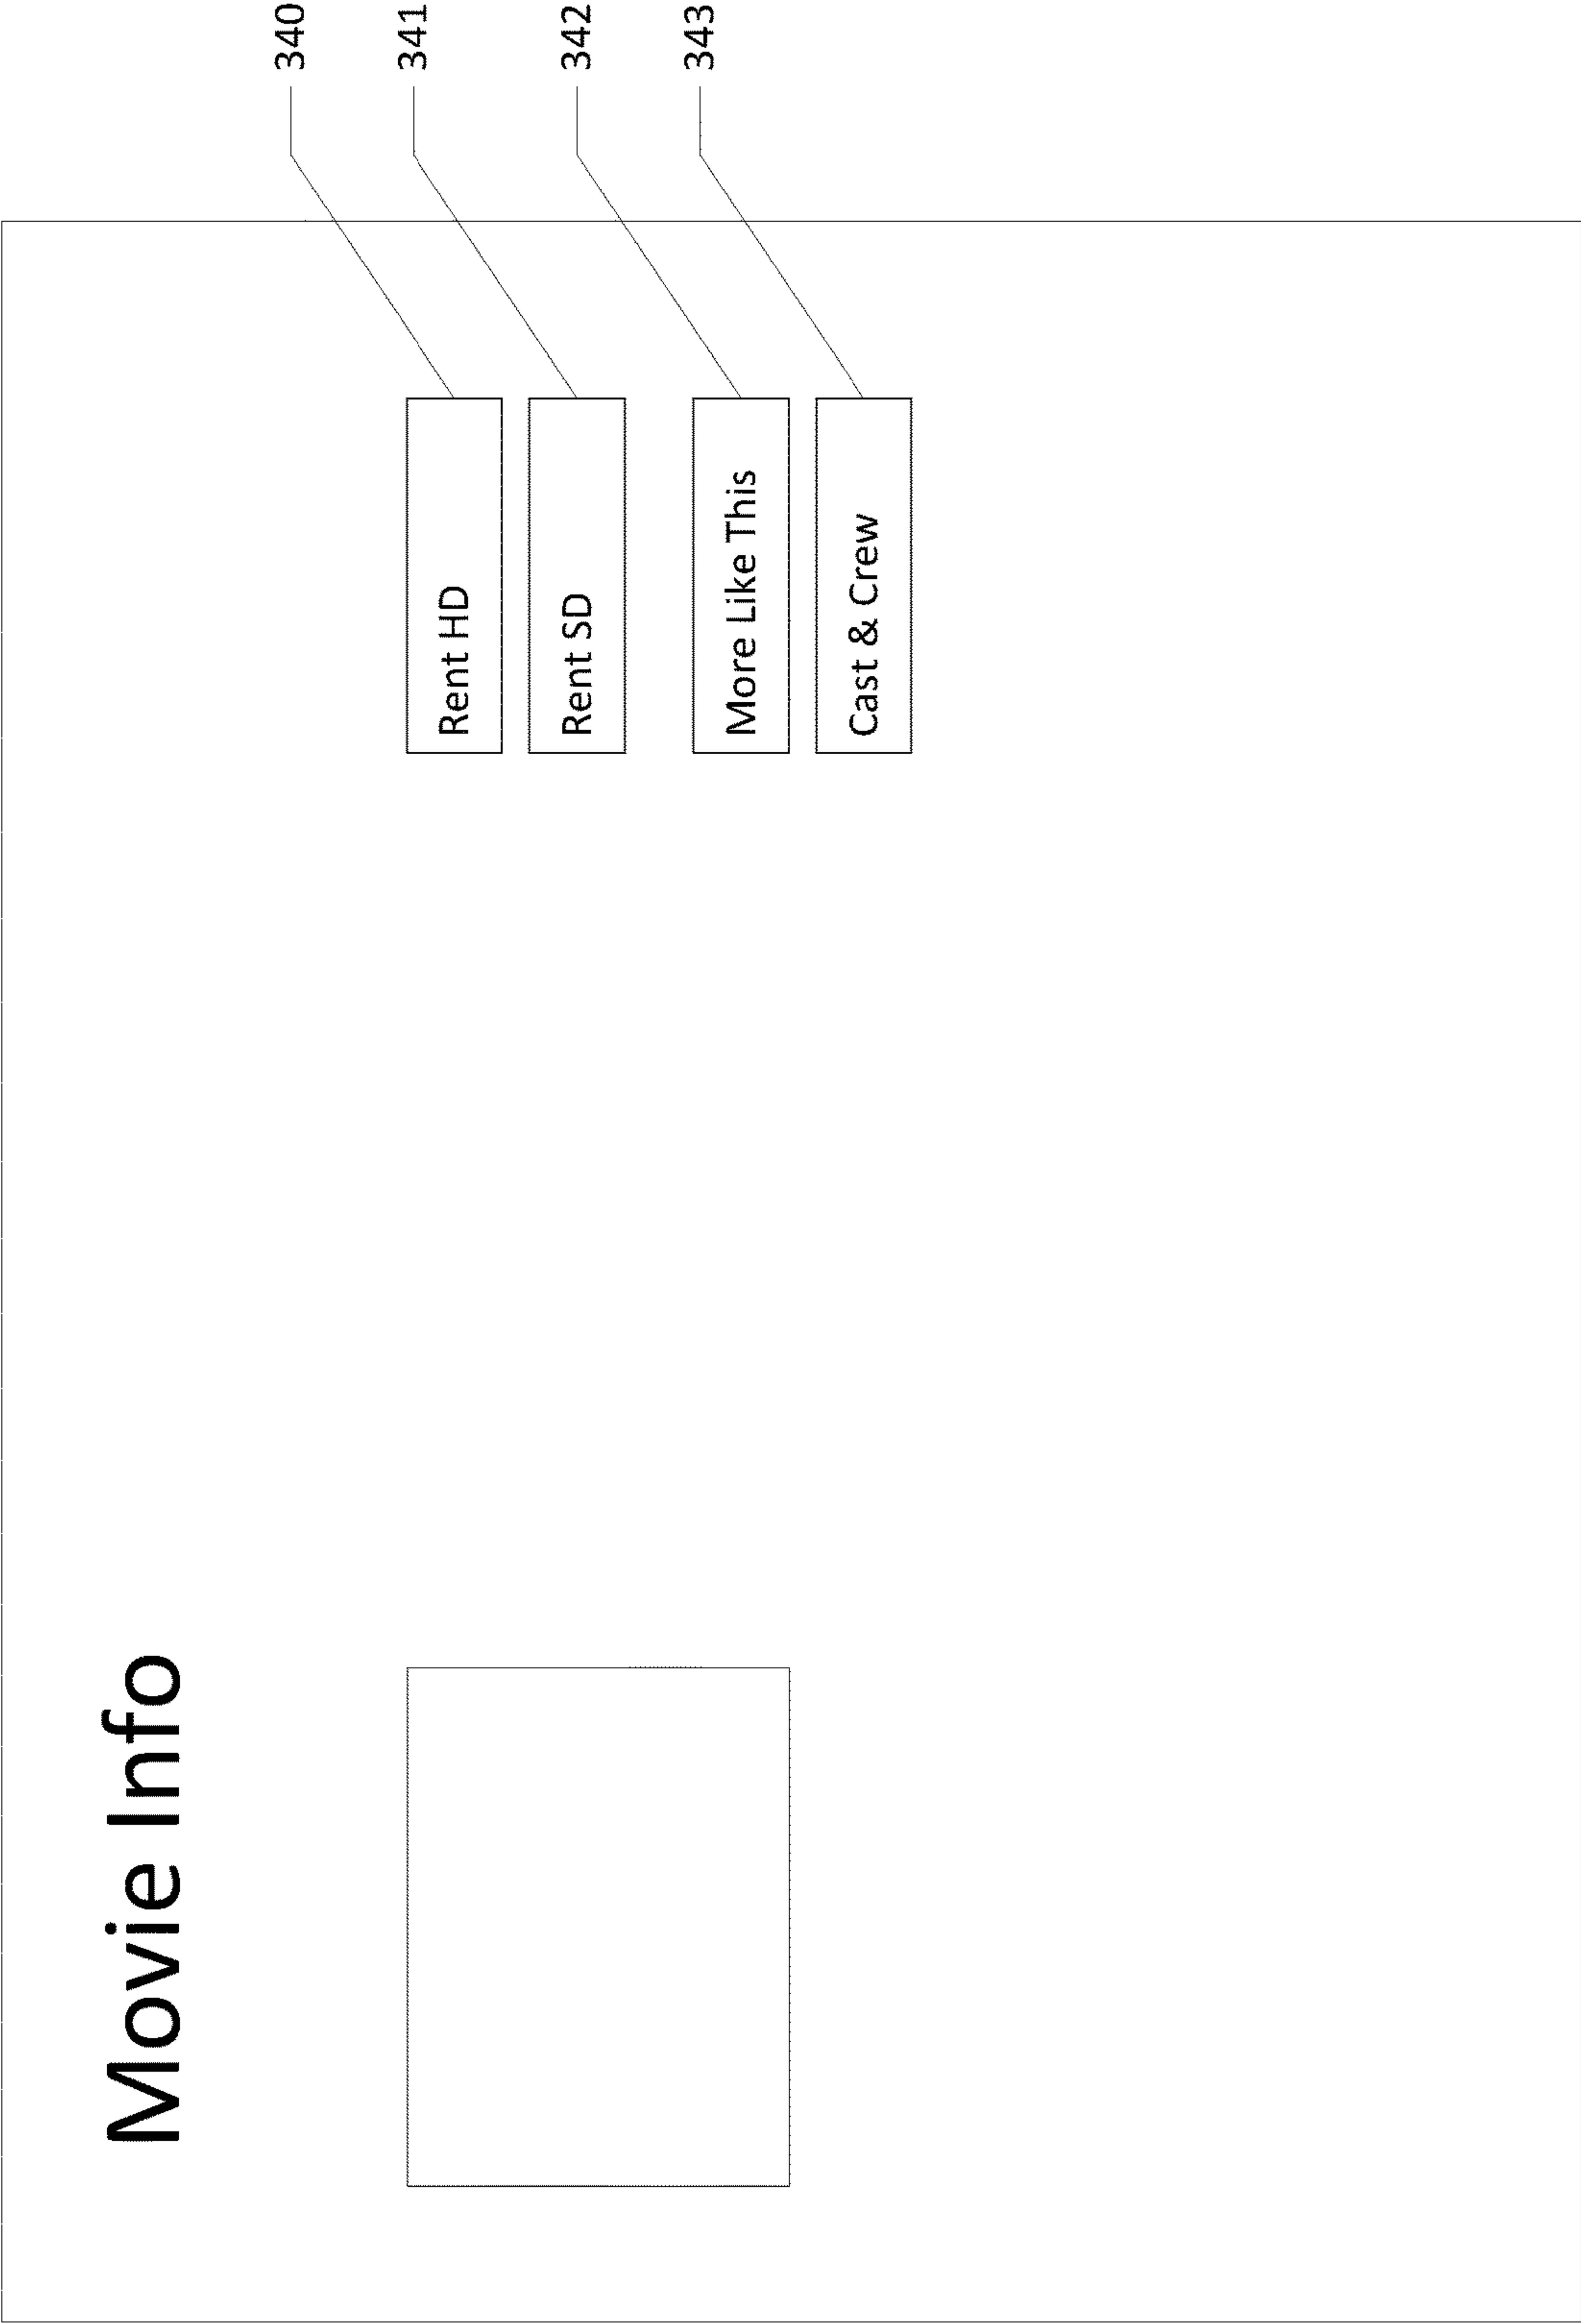 Movie Info
Rent HD
340
Rent SD
341
More Like This
342
Cast & Crew
343